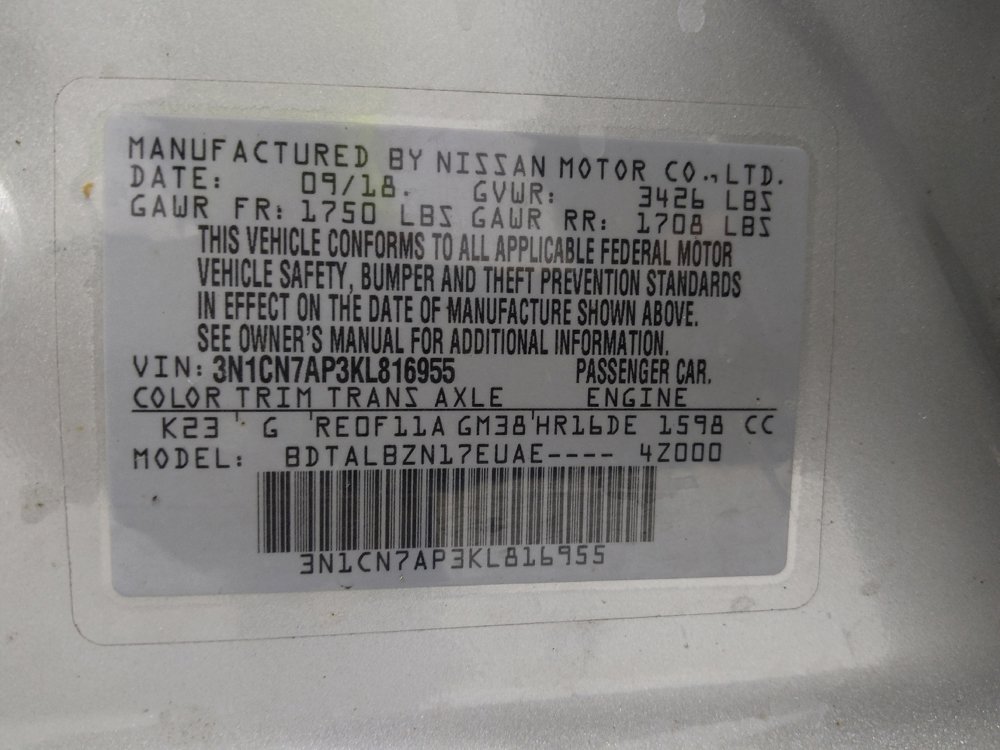 MANUFACTURED BY NISSAN MOTOR CO., LTD.
DATE: 09/18. GVWR: 3426 LBS
GAWR FR: 1750 LBS GAWR RR: 1708 LBS
THIS VEHICLE CONFORMS TO ALL APPLICABLE FEDERAL MOTOR
VEHICLE SAFETY, BUMPER AND THEFT PREVENTION STANDARDS
IN EFFECT ON THE DATE OF MANUFACTURE SHOWN ABOVE.
SEE OWNER'S MANUAL FOR ADDITIONAL INFORMATION.
VIN: 3N1CN7AP3KL816955 PASSENGER CAR.
COLOR TRIM TRANS AXLE ENGINE
K23 ' G 'RE0F11A GM38'HR16DE 1598 CC
MODEL: BDTALBZN17EUAE---- 4Z000
3N1CN7AP3KL816955